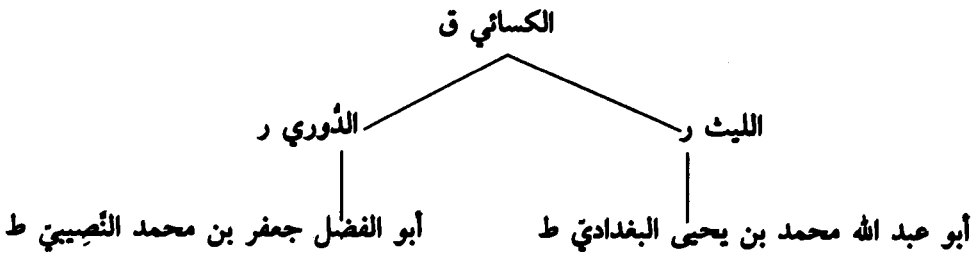 الكسائي ق
الليث ر الدُّوري ر
أبو عبد الله محمد بن يحيى البغداديّ ط أبو الفضل جعفر بن محمد النَّصِيبيّ ط